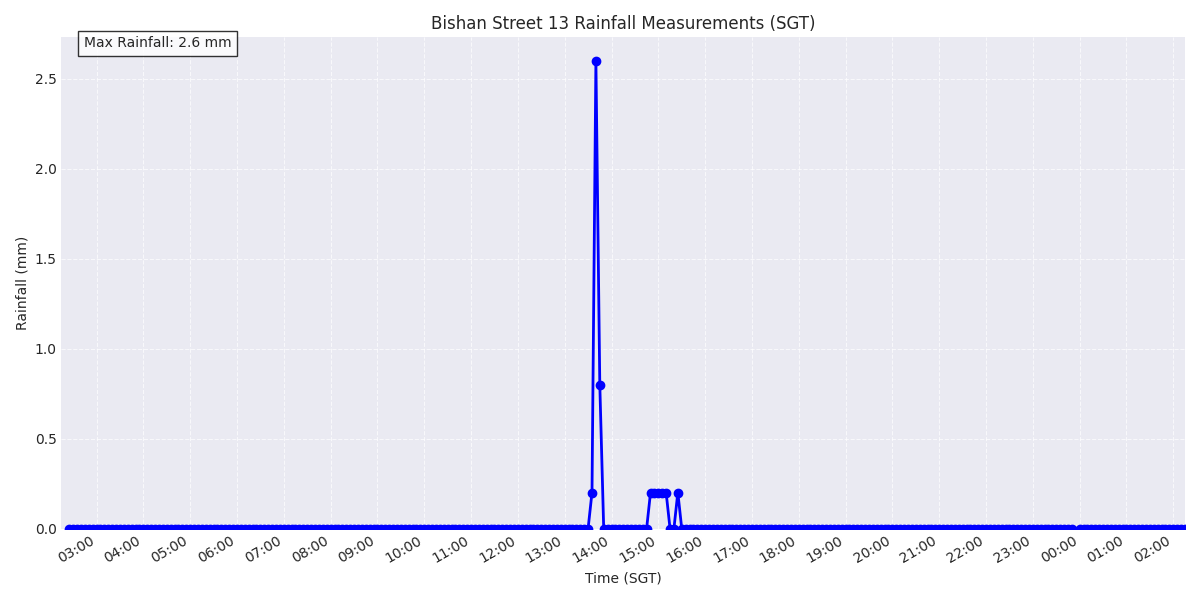 Bishan Street 13 Rainfall Measurements (SGT)
Max Rainfall: 2.6 mm
Rainfall (mm)
2.5
2.0
1.5
1.0
0.5
0.0
03:00 04:00 05:00 06:00 07:00 08:00 09:00 10:00 11:00 12:00 13:00 14:00 15:00 16:00 17:00 18:00 19:00 20:00 21:00 22:00 23:00 00:00 01:00 02:00
Time (SGT)